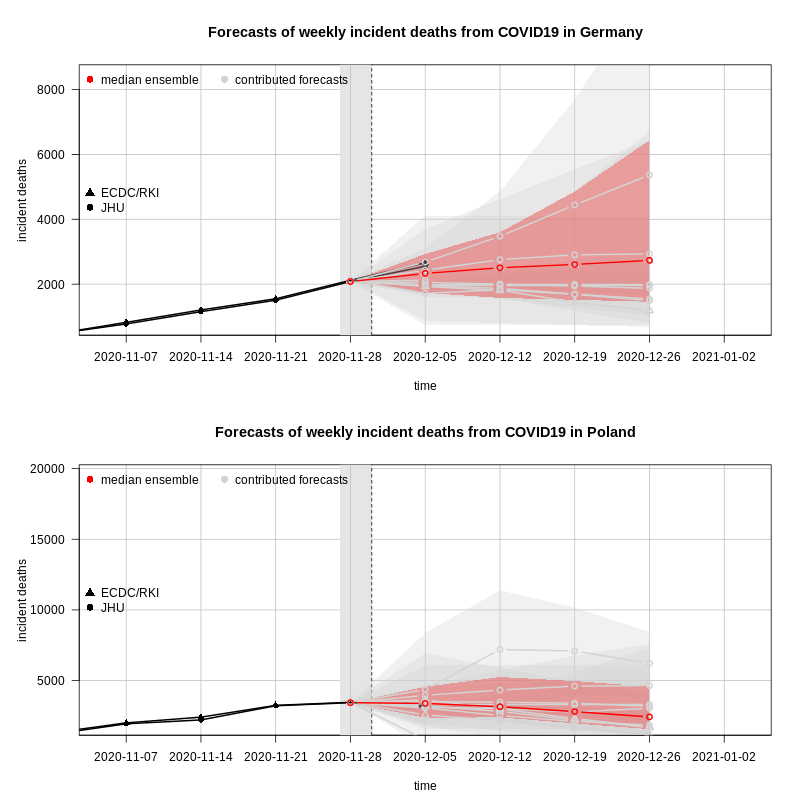 Forecasts of weekly incident deaths from COVID19 in Germany
median ensemble contributed forecasts
8000
6000
4000
2000
incident deaths
ECDC/RKI
JHU
2020-11-07 2020-11-14 2020-11-21 2020-11-28 2020-12-05 2020-12-12 2020-12-19 2020-12-26 2021-01-02
time
Forecasts of weekly incident deaths from COVID19 in Poland
20000
median ensemble contributed forecasts
15000
10000
5000
incident deaths
ECDC/RKI
JHU
2020-11-07 2020-11-14 2020-11-21 2020-11-28 2020-12-05 2020-12-12 2020-12-19 2020-12-26 2021-01-02
time